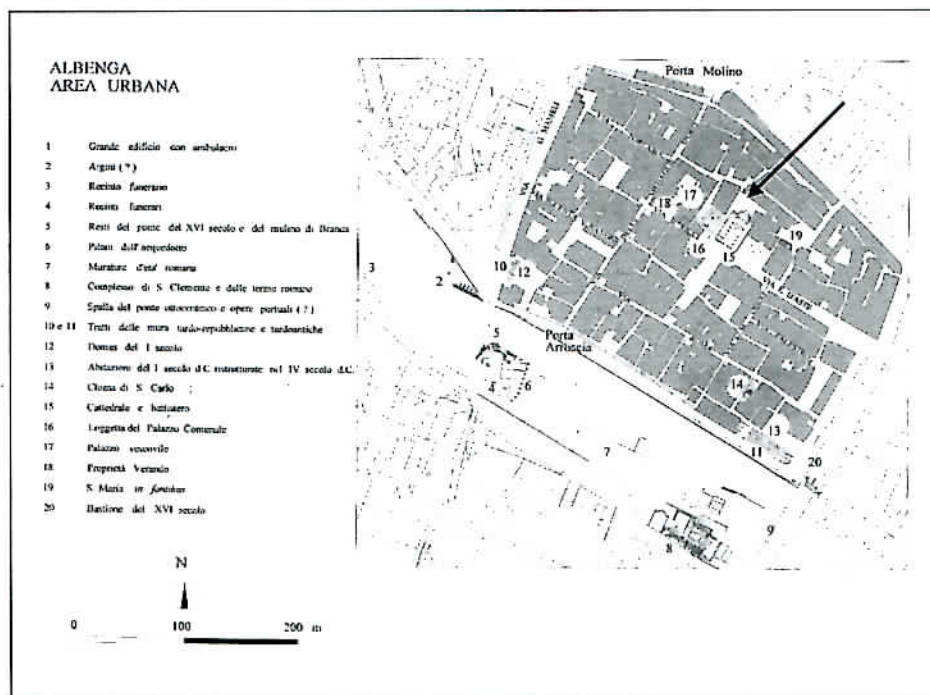 ALBENGA
AREA URBANA
1 Grande edificio con ambulacro
2 Argini (?)
3 Recinto funerario
4 Recinti funerari
5 Resti del ponte del XVI secolo e del mulino di Branca
6 Piloni dell'acquedotto
7 Murature d'età romana
8 Complesso di S. Clemente e delle terme romane
9 Spalla del ponte ottocentesco e opere portuali (?)
10 e 11 Tratti delle mura tardo-repubblicane e tardoantiche
12 Domus del I secolo
13 Abitazioni del I secolo d.C. ristrutturate nel IV secolo d.C.
14 Chiesa di S. Carlo
15 Cattedrale e battistero
16 Loggetta del Palazzo Comunale
17 Palazzo vescovile
18 Proprietà Verando
19 S. Maria in fontibus
20 Bastione del XVI secolo
N
0 100 200 m
Porta Molino
1
VIA G. MAMELI
17
18
19
16
15
3
10
12
2
Porta
Arroscia
5
4
6
14
13
7
11
20
9
8